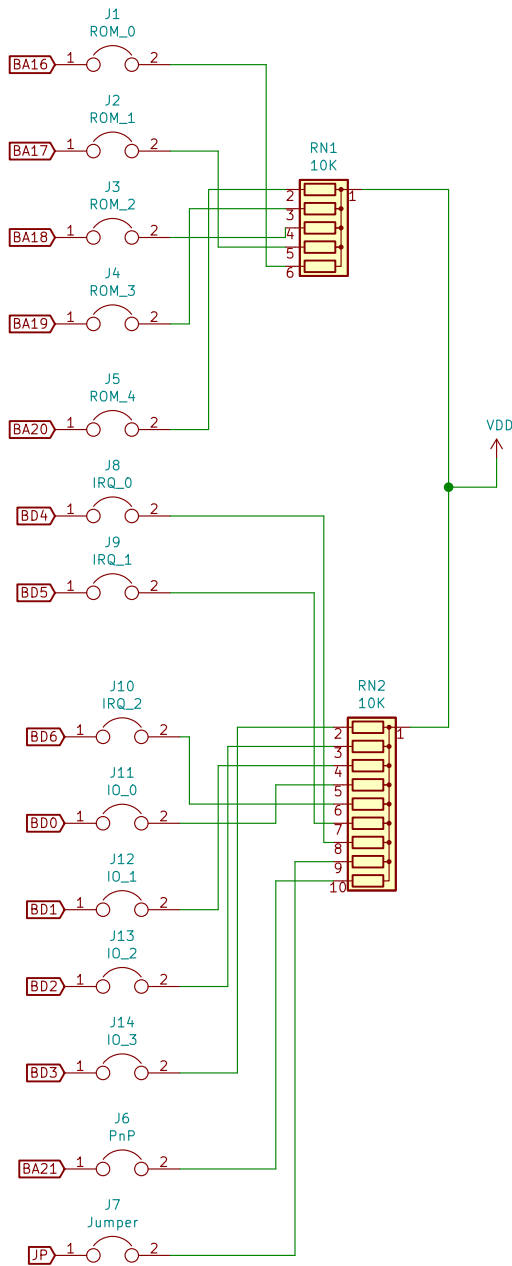 J1
ROM_0
BA16 1 2
J2
ROM_1
BA17 1 2
RN1
10K
J3
ROM_2
BA18 1 2
2
3
4
5
6
1
J4
ROM_3
BA19 1 2
J5
ROM_4
BA20 1 2
VDD
J8
IRQ_0
BD4 1 2
J9
IRQ_1
BD5 1 2
J10
IRQ_2
BD6 1 2
RN2
10K
2
3
4
5
6
7
8
9
10
1
J11
IO_0
BD0 1 2
J12
IO_1
BD1 1 2
J13
IO_2
BD2 1 2
J14
IO_3
BD3 1 2
J6
PnP
BA21 1 2
J7
Jumper
JP 1 2